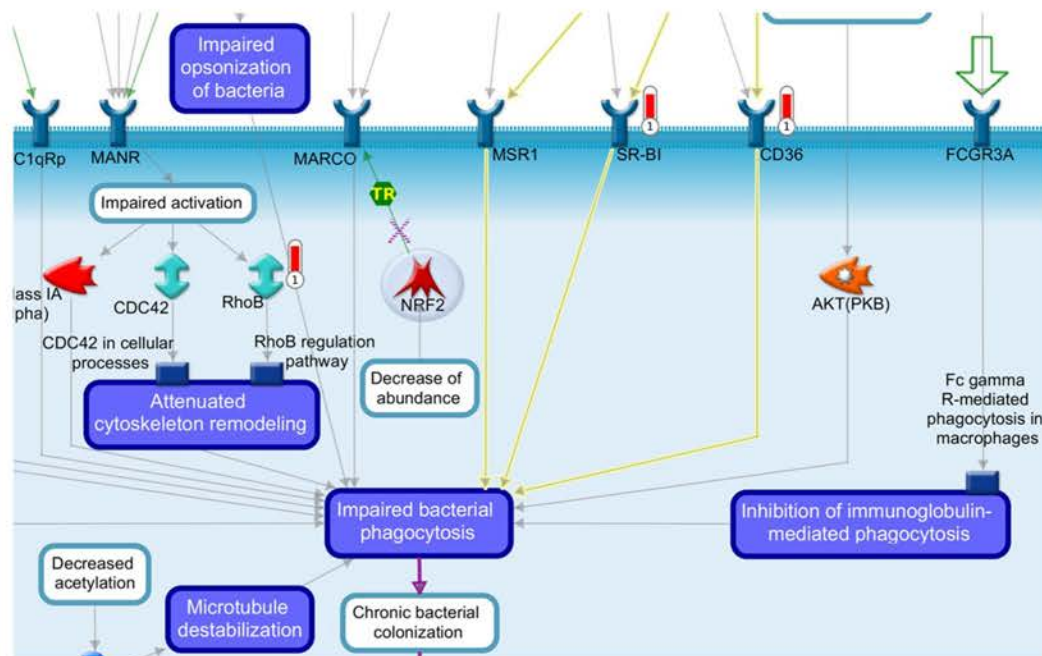 Impaired
opsonization
of bacteria
1
1
C1qRp
MANR
MARCO
MSR1
SR-BI
CD36
FCGR3A
TR
Impaired activation
1
lass IA
pha)
CDC42
RhoB
NRF2
AKT(PKB)
CDC42 in cellular
processes
RhoB regulation
pathway
Decrease of
abundance
Fc gamma
R-mediated
phagocytosis in
macrophages
Attenuated
cytoskeleton remodeling
Impaired bacterial
phagocytosis
Inhibition of immunoglobulin-
mediated phagocytosis
Decreased
acetylation
Microtubule
destabilization
Chronic bacterial
colonization